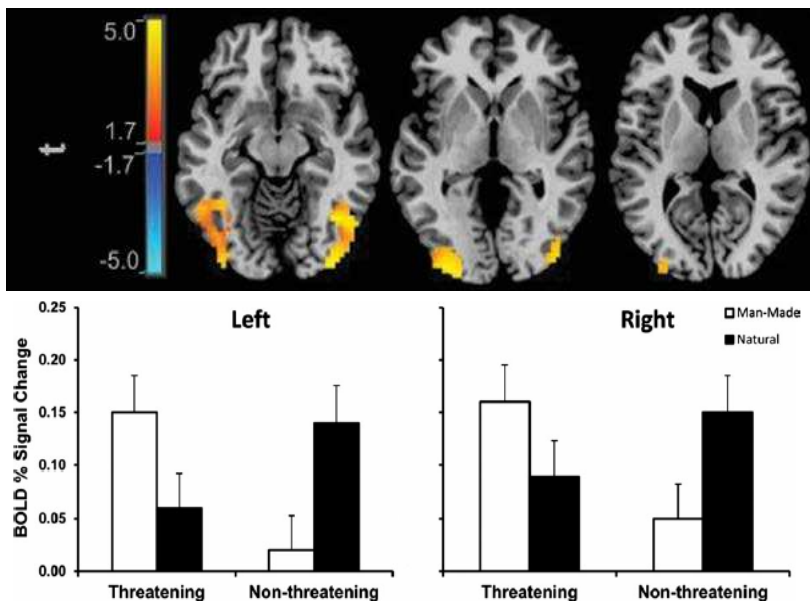 5.0
1.7
-1.7
-5.0
t
Left
Right
Man-Made
Natural
BOLD % Signal Change
0.25
0.20
0.15
0.10
0.05
0.00
Threatening
Non-threatening
Threatening
Non-threatening